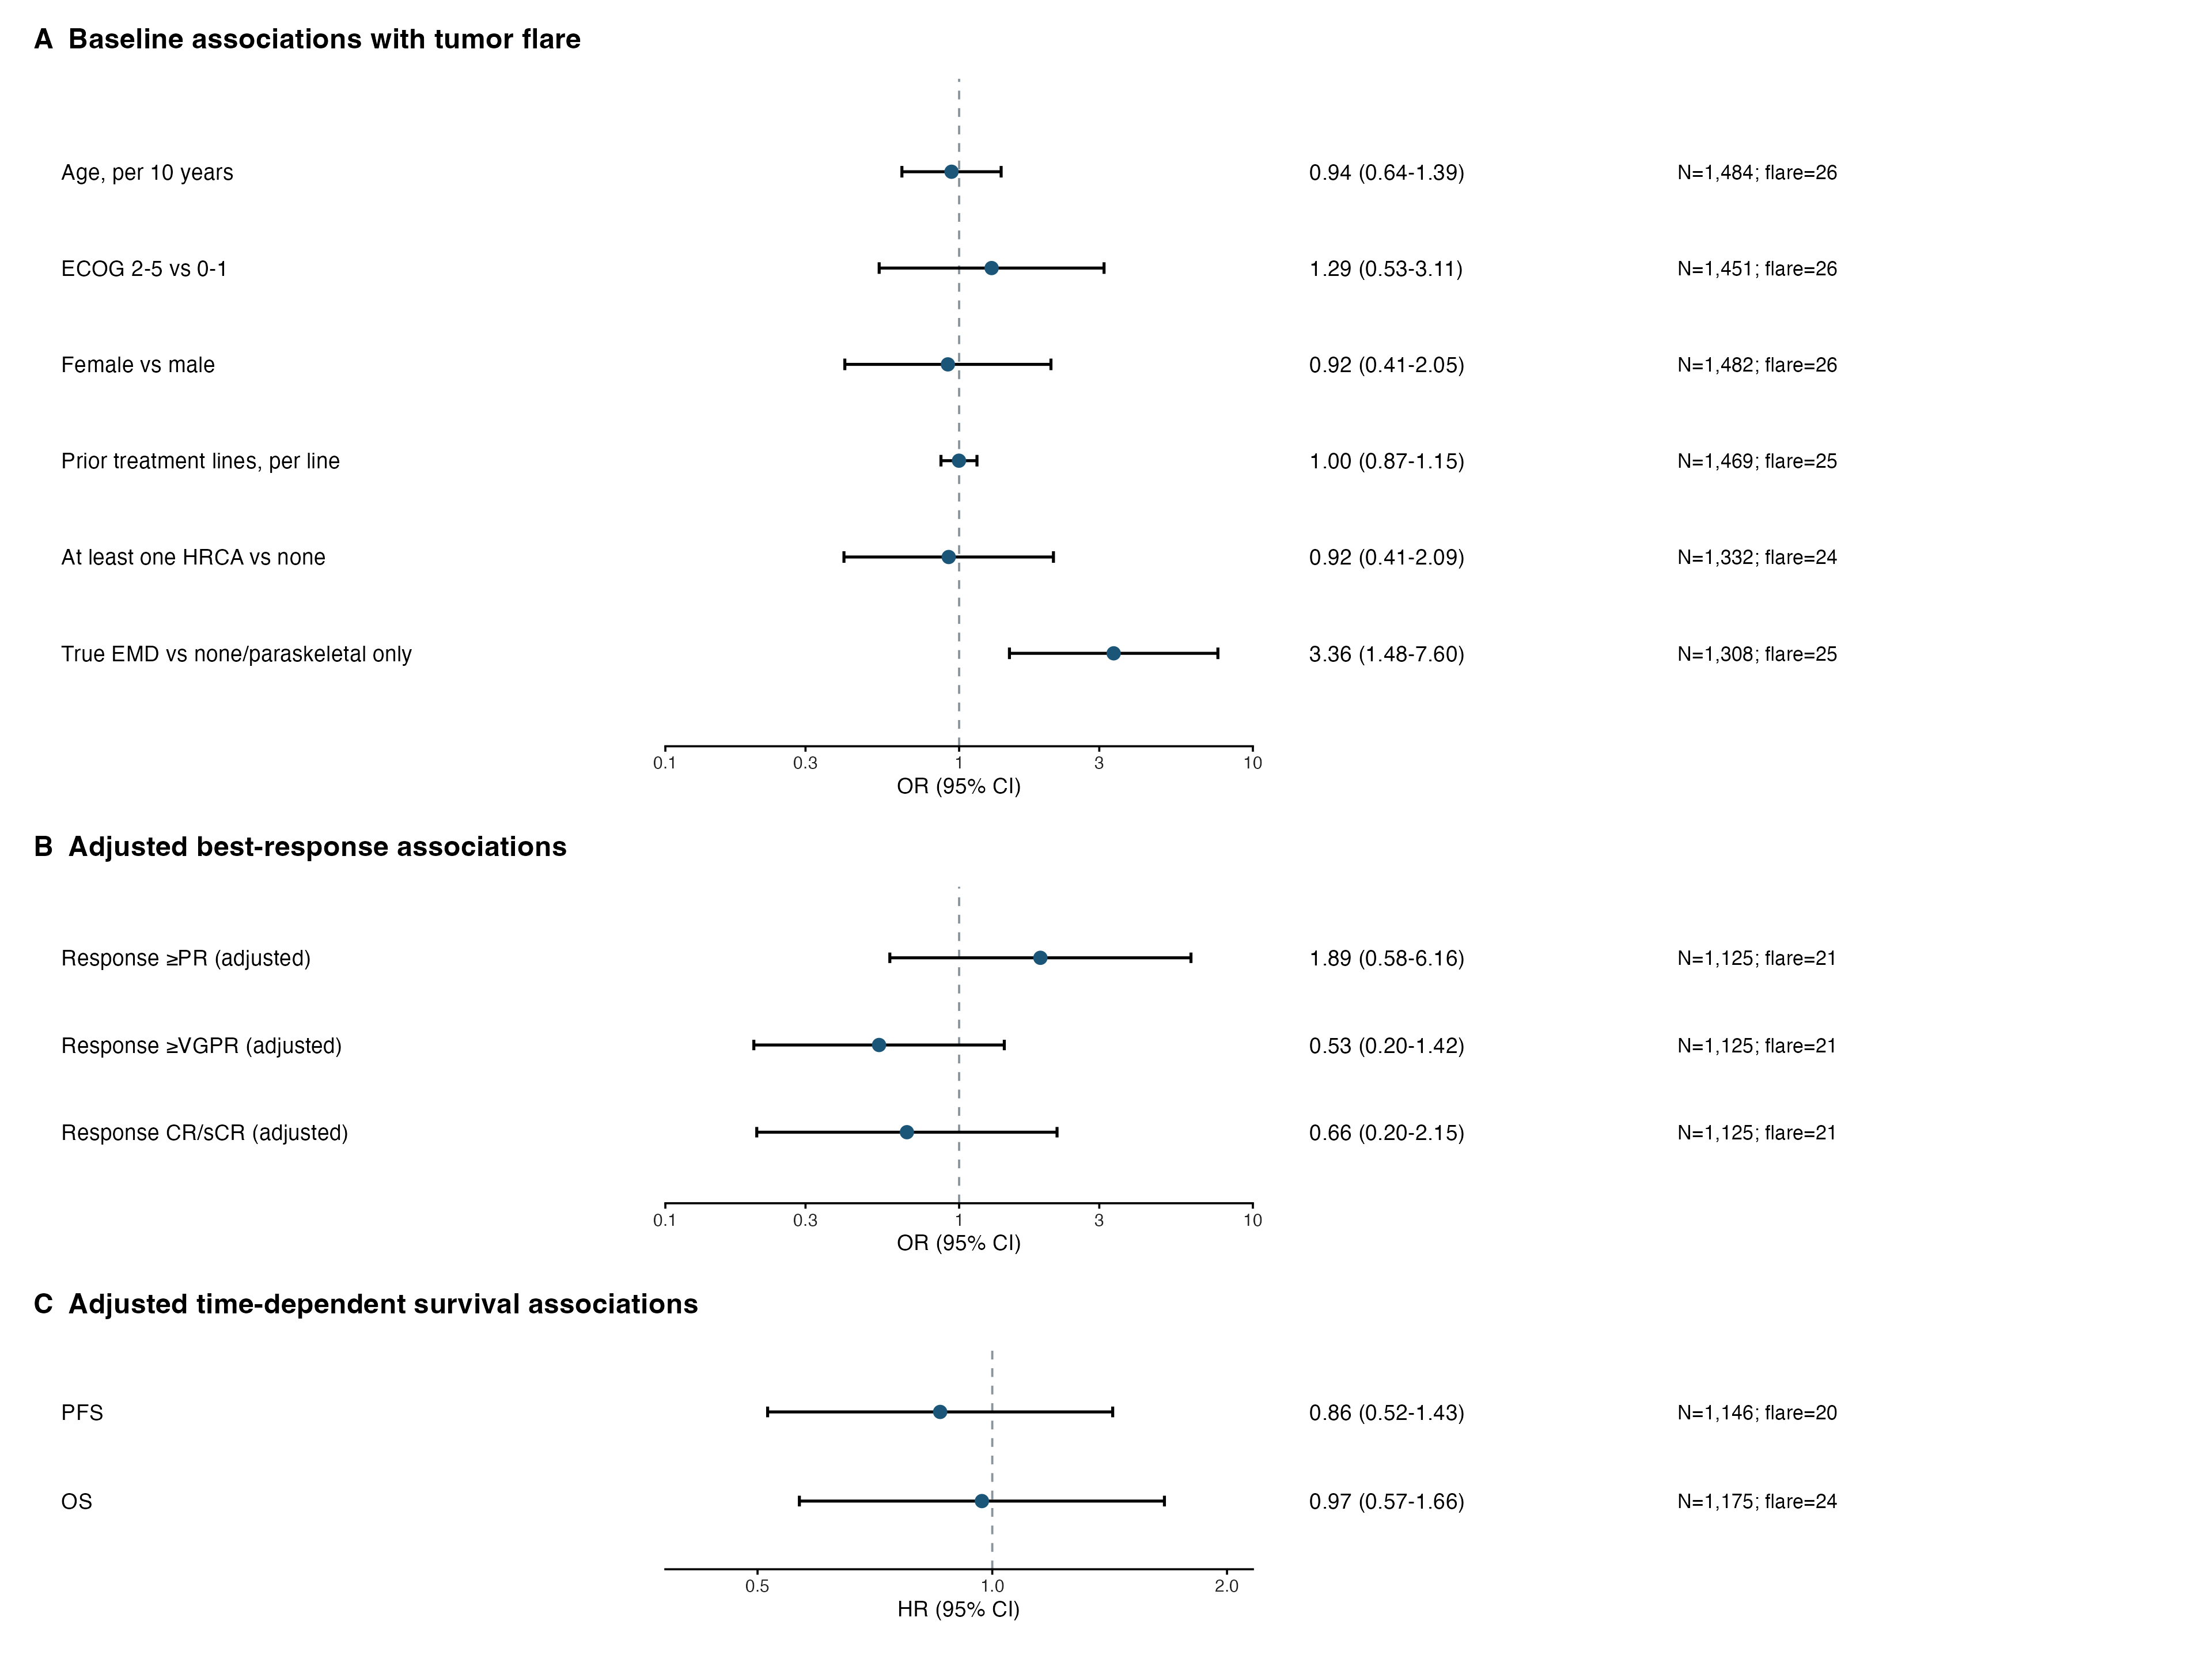 A Baseline associations with tumor flare
Age, per 10 years 0.94 (0.64-1.39) N=1,484; flare=26
ECOG 2-5 vs 0-1 1.29 (0.53-3.11) N=1,451; flare=26
Female vs male 0.92 (0.41-2.05) N=1,482; flare=26
Prior treatment lines, per line 1.00 (0.87-1.15) N=1,469; flare=25
At least one HRCA vs none 0.92 (0.41-2.09) N=1,332; flare=24
True EMD vs none/paraskeletal only 3.36 (1.48-7.60) N=1,308; flare=25
0.1 0.3 1 3 10
OR (95% CI)
B Adjusted best-response associations
Response ≥PR (adjusted) 1.89 (0.58-6.16) N=1,125; flare=21
Response ≥VGPR (adjusted) 0.53 (0.20-1.42) N=1,125; flare=21
Response CR/sCR (adjusted) 0.66 (0.20-2.15) N=1,125; flare=21
0.1 0.3 1 3 10
OR (95% CI)
C Adjusted time-dependent survival associations
PFS 0.86 (0.52-1.43) N=1,146; flare=20
OS 0.97 (0.57-1.66) N=1,175; flare=24
0.5 1.0 2.0
HR (95% CI)